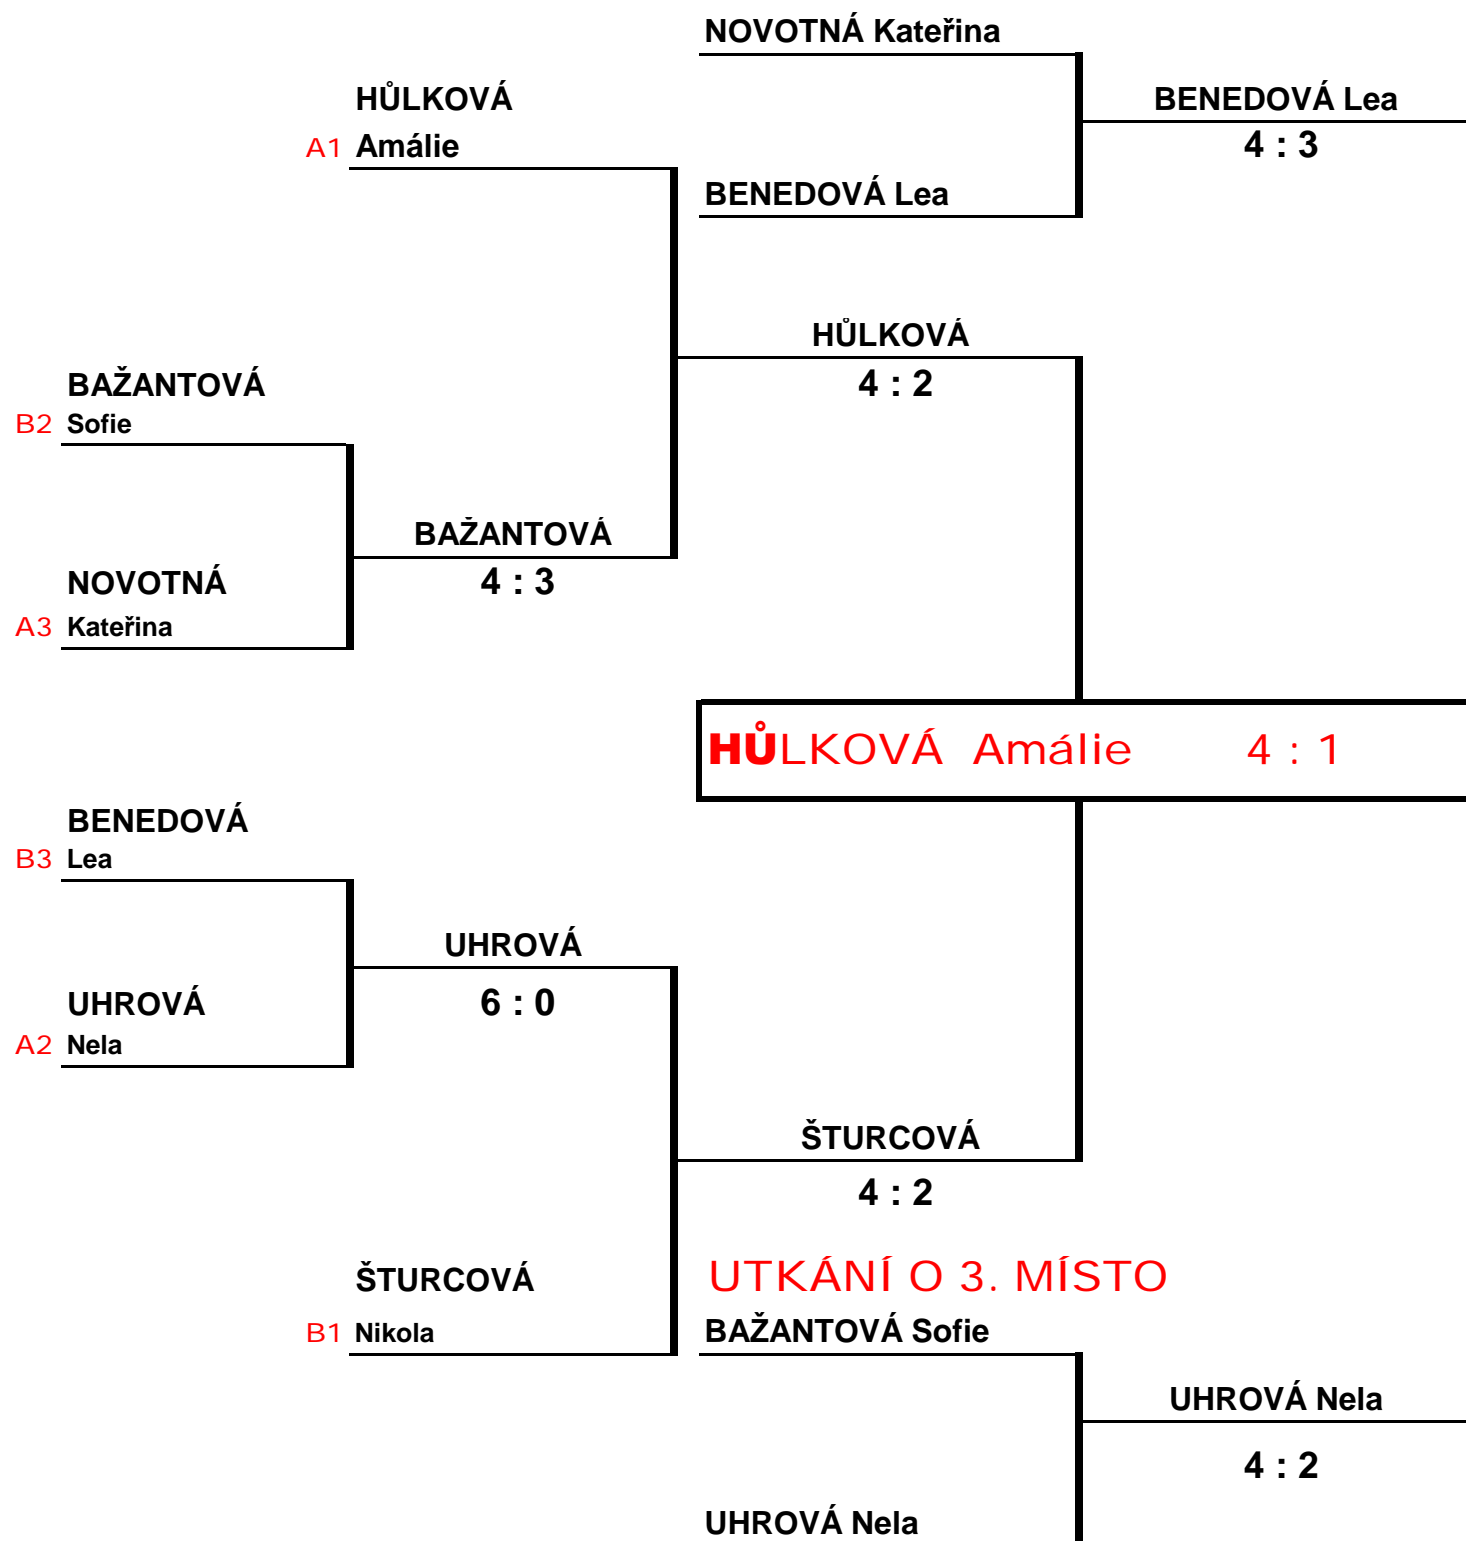 NOVOTNÁ Kateřina
HŮLKOVÁ
BENEDOVÁ Lea
A1 Amálie
4 : 3
BENEDOVÁ Lea
HŮLKOVÁ
4 : 2
BAŽANTOVÁ
B2 Sofie
BAŽANTOVÁ
4 : 3
NOVOTNÁ
A3 Kateřina
HŮLKOVÁ Amálie 4 : 1
BENEDOVÁ
B3 Lea
UHROVÁ
6 : 0
UHROVÁ
A2 Nela
ŠTURCOVÁ
4 : 2
ŠTURCOVÁ
B1 Nikola
UTKÁNÍ O 3. MÍSTO
BAŽANTOVÁ Sofie
UHROVÁ Nela
4 : 2
UHROVÁ Nela